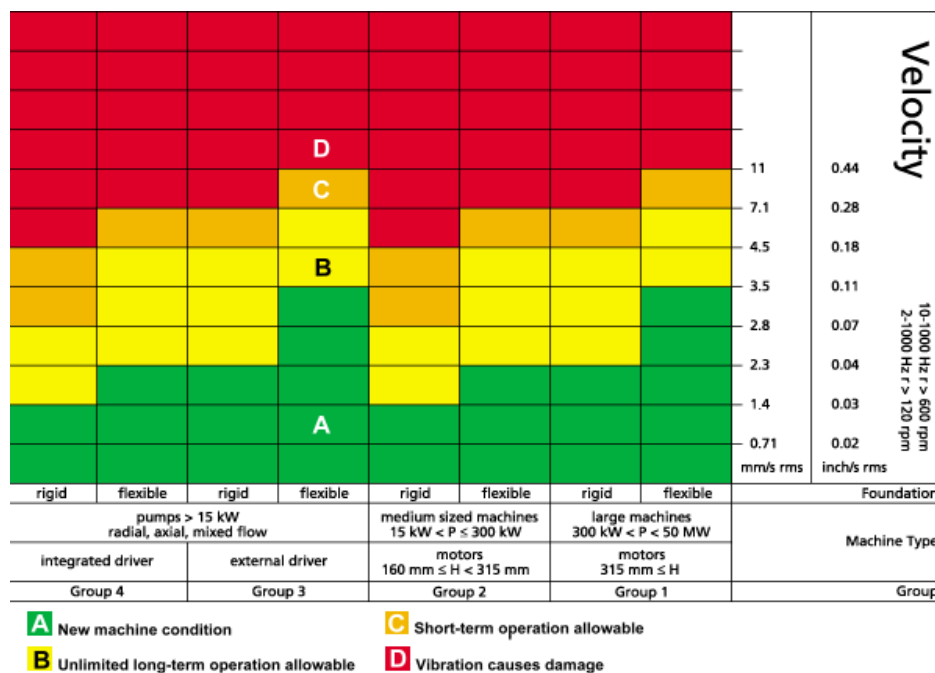 Velocity
D
11 0.44
C
7.1 0.28
4.5 0.18
B
3.5 0.11
10-1000 Hz r > 600 rpm
2-1000 Hz r > 120 rpm
2.8 0.07
2.3 0.04
1.4 0.03
A
0.71 0.02
mm/s rms inch/s rms
rigid flexible rigid flexible rigid flexible rigid flexible Foundation
pumps > 15 kW medium sized machines large machines
radial, axial, mixed flow 15 kW < P ≤ 300 kW 300 kW < P < 50 MW
Machine Type
integrated driver external driver motors motors
160 mm ≤ H < 315 mm 315 mm ≤ H
Group 4 Group 3 Group 2 Group 1 Group
A New machine condition C Short-term operation allowable
B Unlimited long-term operation allowable D Vibration causes damage